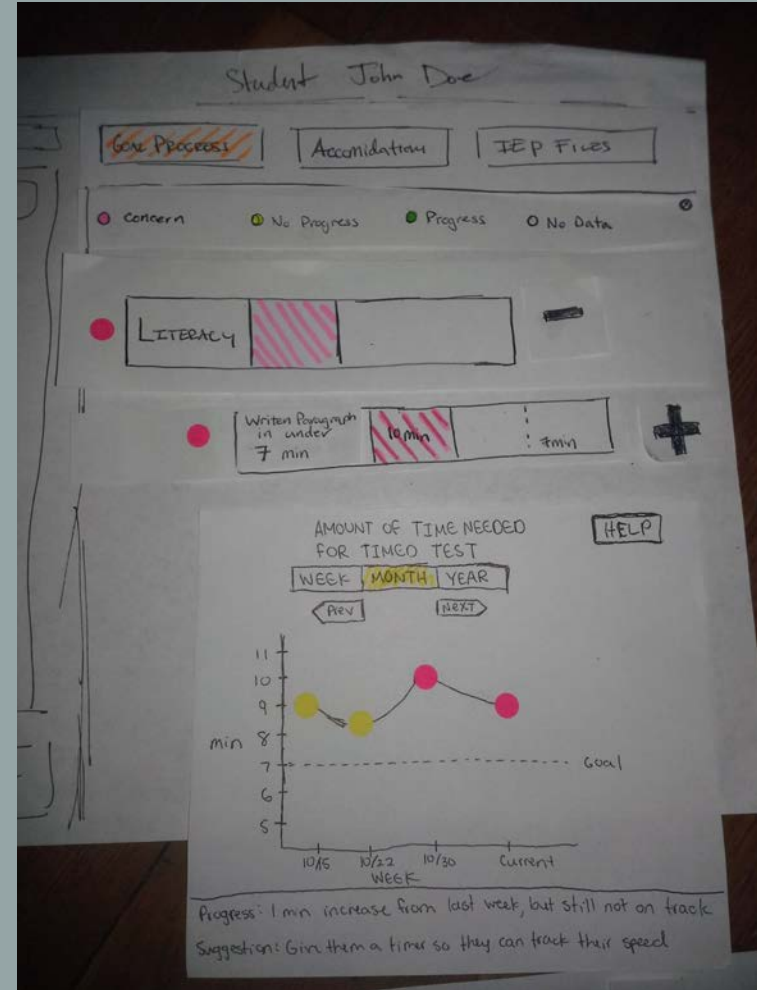 Student John Doe
Goal Progress Accomidations IEP Files
Concern No Progress Progress No Data
LITERACY
Writen Paragraph
in under
7 min
10 min
7min
AMOUNT OF TIME NEEDED
FOR TIMED TEST
HELP
WEEK MONTH YEAR
Prev NEXT
11
10
9
min 8
7 Goal
6
5
10/15 10/22 10/30 Current
WEEK
Progress: 1 min increase from last week, but still not on track
Suggestion: Give them a timer so they can track their speed